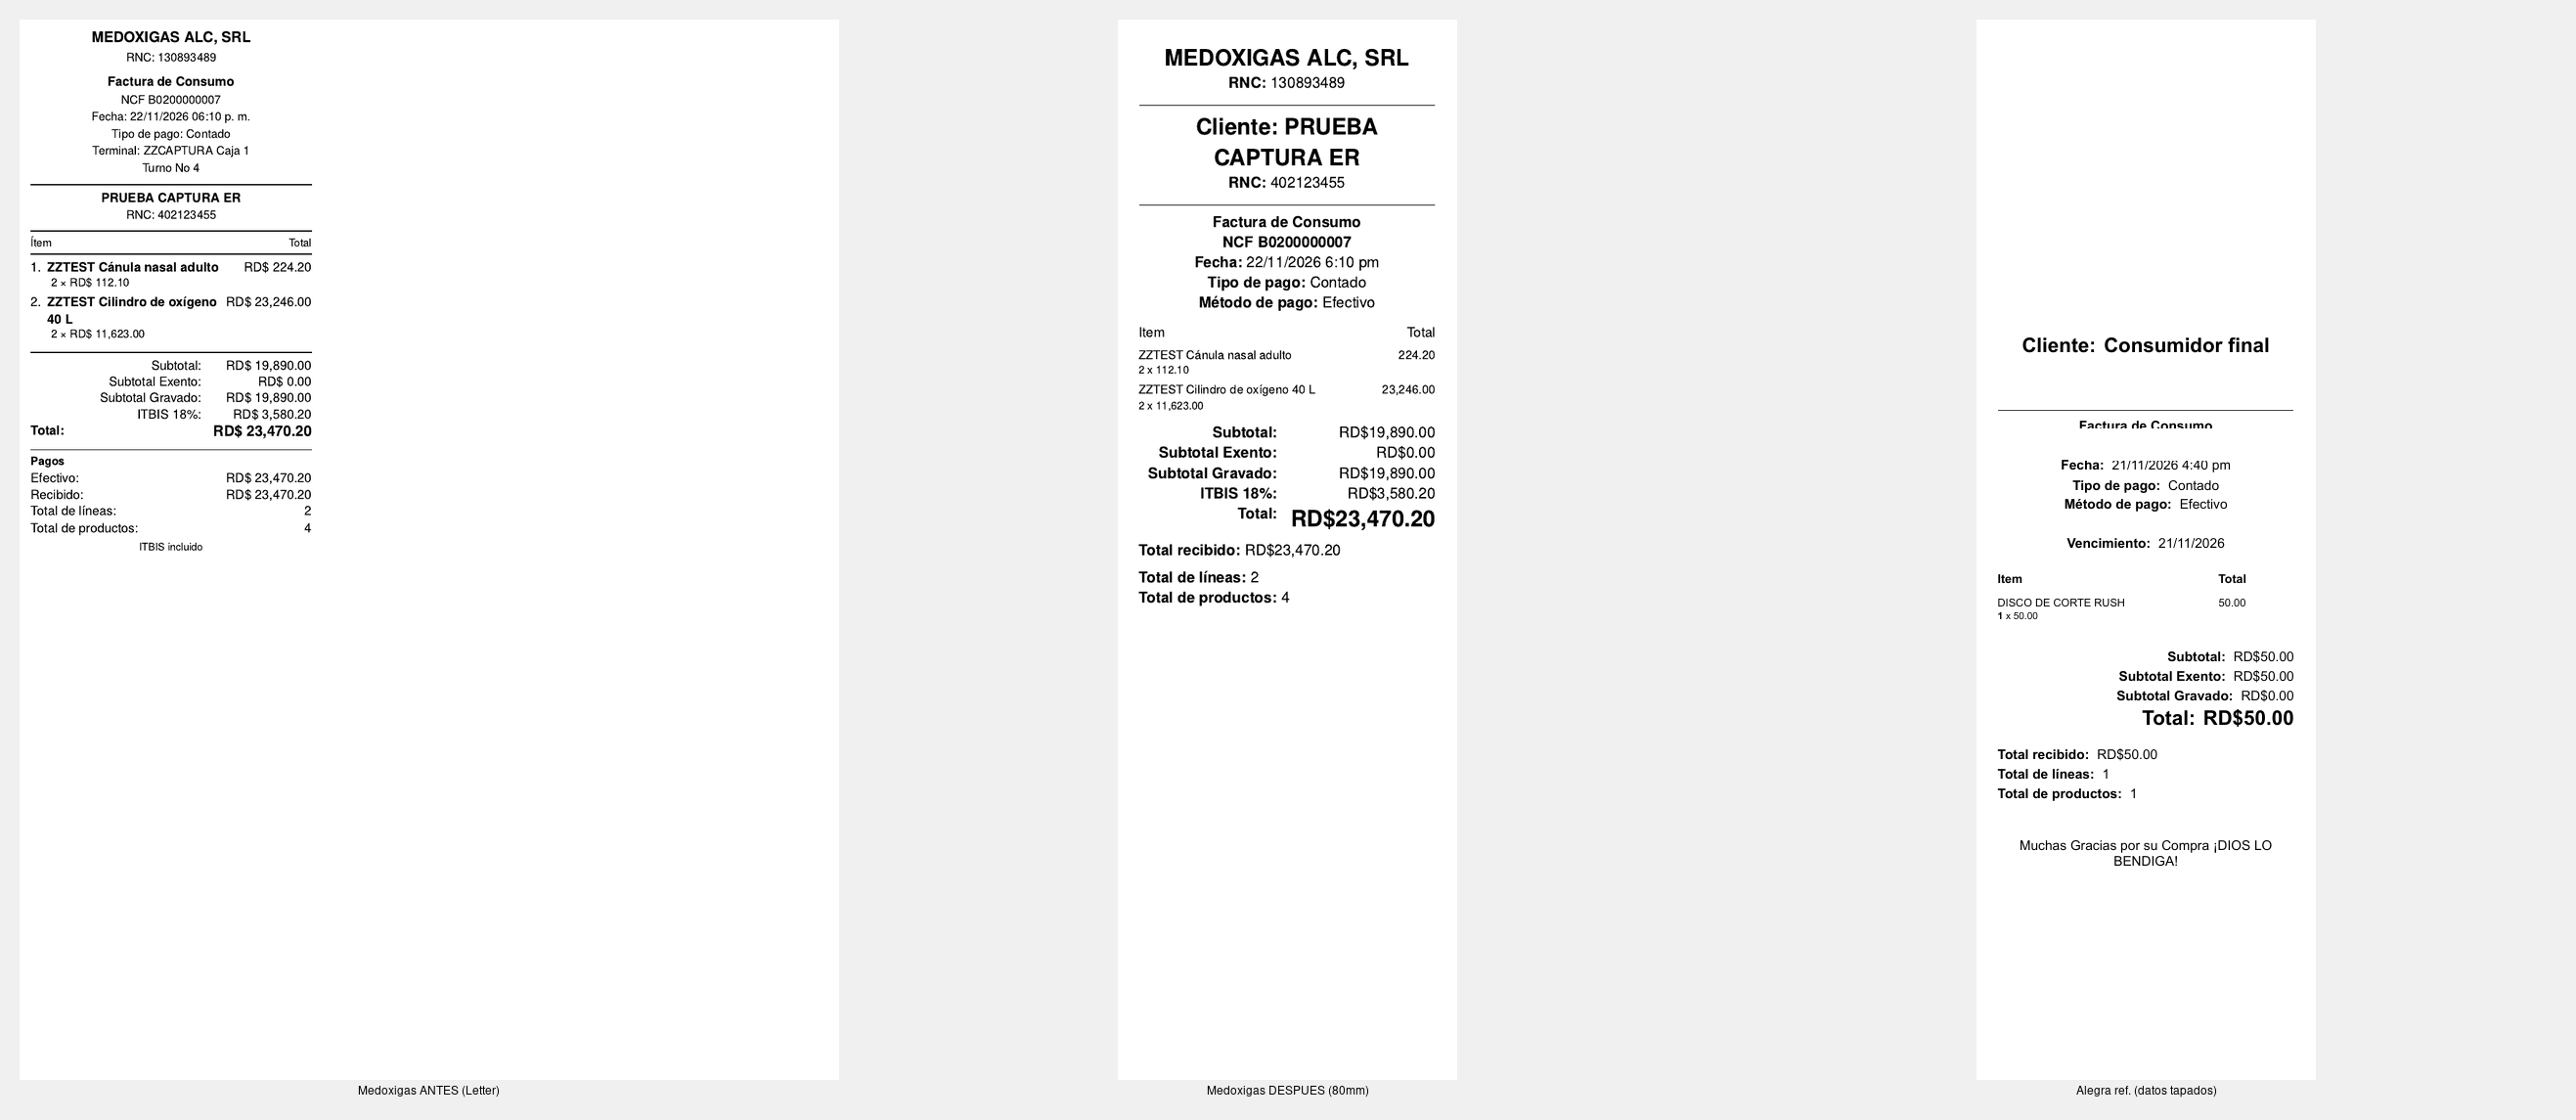 MEDOXIGAS ALC, SRL
RNC: 130893489
Factura de Consumo
NCF B0200000007
Fecha: 22/11/2026 06:10 p. m.
Tipo de pago: Contado
Terminal: ZZCAPTURA Caja 1
Turno No 4
PRUEBA CAPTURA ER
RNC: 402123455
Ítem Total
1. ZZTEST Cánula nasal adulto RD$ 224.20
2 × RD$ 112.10
2. ZZTEST Cilindro de oxígeno RD$ 23,246.00
40 L
2 × RD$ 11,623.00
Subtotal: RD$ 19,890.00
Subtotal Exento: RD$ 0.00
Subtotal Gravado: RD$ 19,890.00
ITBIS 18%: RD$ 3,580.20
Total: RD$ 23,470.20
Pagos
Efectivo: RD$ 23,470.20
Recibido: RD$ 23,470.20
Total de líneas: 2
Total de productos: 4
ITBIS incluido
Medoxigas ANTES (Letter)
MEDOXIGAS ALC, SRL
RNC: 130893489
Cliente: PRUEBA
CAPTURA ER
RNC: 402123455
Factura de Consumo
NCF B0200000007
Fecha: 22/11/2026 6:10 pm
Tipo de pago: Contado
Método de pago: Efectivo
Item Total
ZZTEST Cánula nasal adulto 224.20
2 x 112.10
ZZTEST Cilindro de oxígeno 40 L 23,246.00
2 x 11,623.00
Subtotal: RD$19,890.00
Subtotal Exento: RD$0.00
Subtotal Gravado: RD$19,890.00
ITBIS 18%: RD$3,580.20
Total: RD$23,470.20
Total recibido: RD$23,470.20
Total de líneas: 2
Total de productos: 4
Medoxigas DESPUES (80mm)
Cliente: Consumidor final
Factura de Consumo
Fecha: 21/11/2026 4:40 pm
Tipo de pago: Contado
Método de pago: Efectivo
Vencimiento: 21/11/2026
Item Total
DISCO DE CORTE RUSH 50.00
1 x 50.00
Subtotal: RD$50.00
Subtotal Exento: RD$50.00
Subtotal Gravado: RD$0.00
Total: RD$50.00
Total recibido: RD$50.00
Total de líneas: 1
Total de productos: 1
Muchas Gracias por su Compra ¡DIOS LO
BENDIGA!
Alegra ref. (datos tapados)